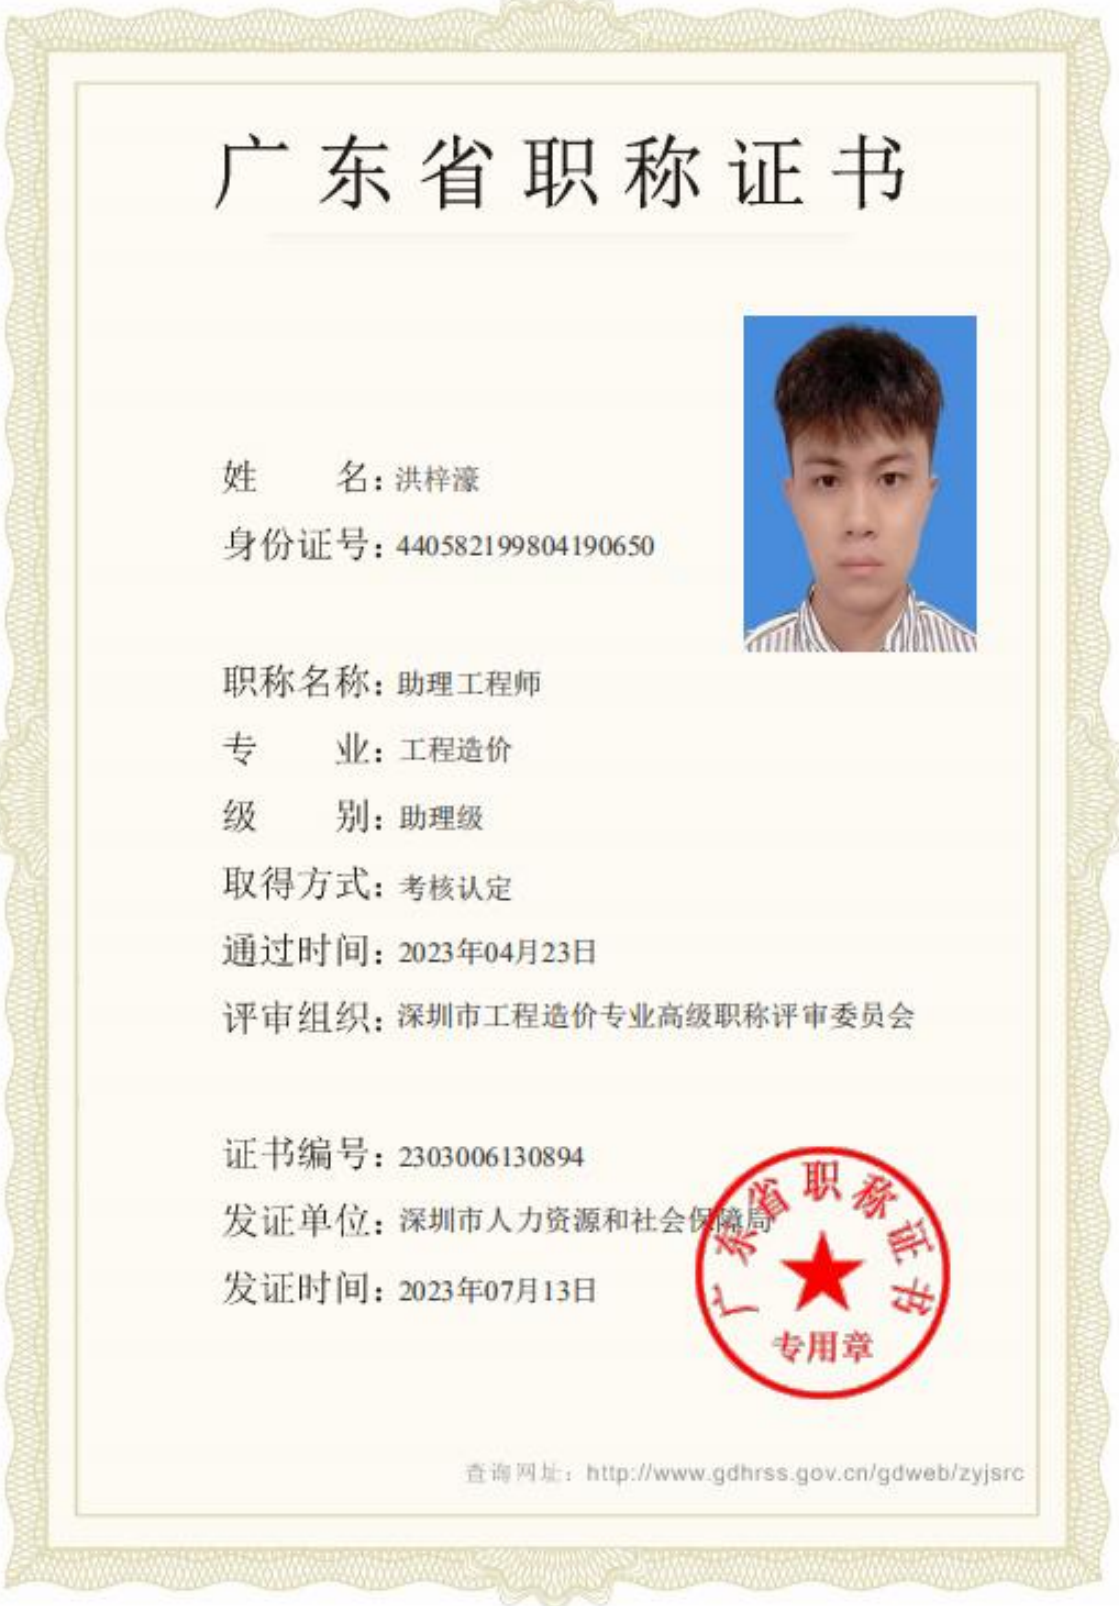 广东省职称证书
姓 名：洪梓濠
身份证号：440582199804190650
职称名称：助理工程师
专 业：工程造价
级 别：助理级
取得方式：考核认定
通过时间：2023年04月23日
评审组织：深圳市工程造价专业高级职称评审委员会
证书编号：2303006130894
发证单位：深圳市人力资源和社会保障局
发证时间：2023年07月13日
广东省职称证书
专用章
查询网址：http://www.gdhrss.gov.cn/gdweb/zyjsrc